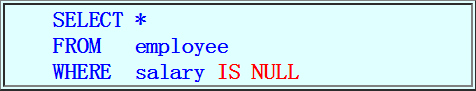 SELECT *
FROM employee
WHERE salary IS NULL